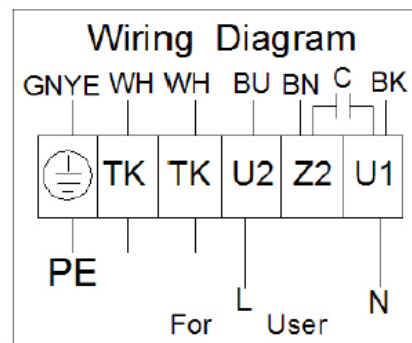 Wiring Diagram
GNYE WH WH BU BN C BK
TK TK U2 Z2 U1
PE
L N
For User